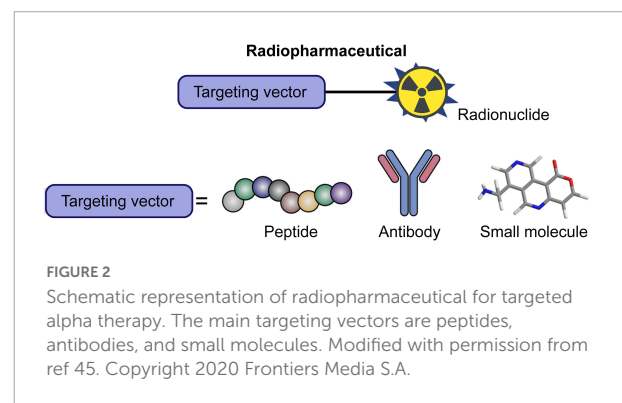 Radiopharmaceutical
Targeting vector
Radionuclide
Targeting vector =
Peptide
Antibody
Small molecule
FIGURE 2
Schematic representation of radiopharmaceutical for targeted
alpha therapy. The main targeting vectors are peptides,
antibodies, and small molecules. Modified with permission from
ref 45. Copyright 2020 Frontiers Media S.A.